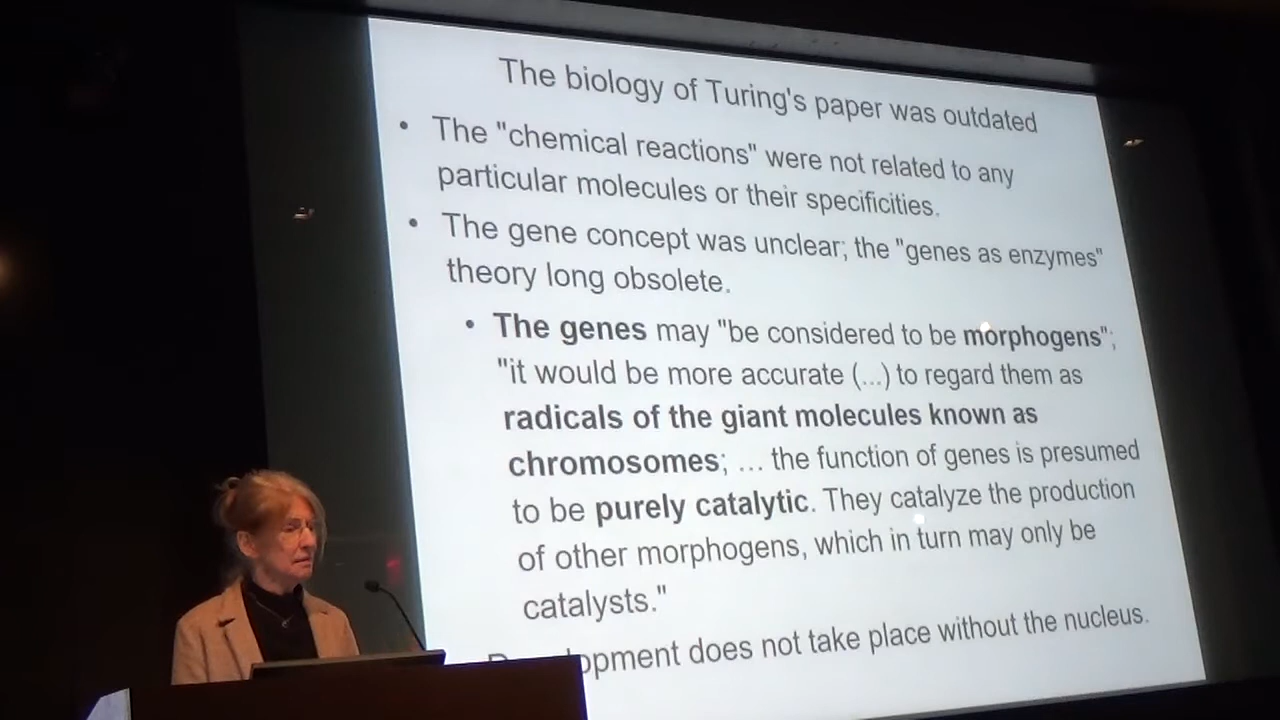 The biology of Turing's paper was outdated
• The "chemical reactions" were not related to any
particular molecules or their specificities.
• The gene concept was unclear; the "genes as enzymes"
theory long obsolete.
• The genes may "be considered to be morphogens";
"it would be more accurate (...) to regard them as
radicals of the giant molecules known as
chromosomes; ... the function of genes is presumed
to be purely catalytic. They catalyze the production
of other morphogens, which in turn may only be
catalysts."
does not take place without the nucleus.